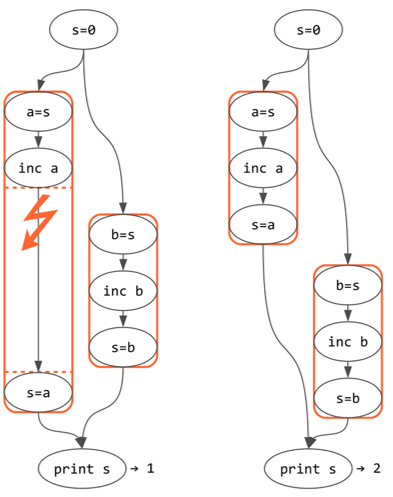 s=0
a=s
inc a
b=s
inc b
s=b
s=a
print s → 1
s=0
a=s
inc a
s=a
b=s
inc b
s=b
print s → 2